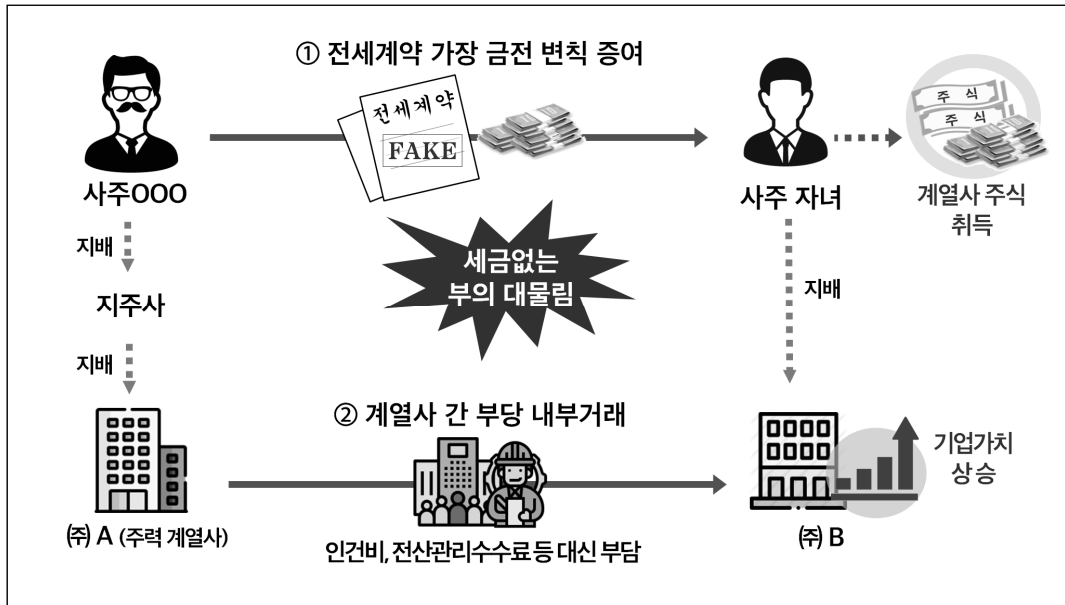 ① 전세계약 가장 금전 변칙 증여
전세계약
FAKE
주 식
주 식
사주OOO
사주 자녀
계열사 주식
취득
지배
세금없는
부의 대물림
지배
지주사
지배
② 계열사 간 부당 내부거래
기업가치
상승
㈜ A (주력 계열사)
인건비, 전산관리수수료 등 대신 부담
㈜ B